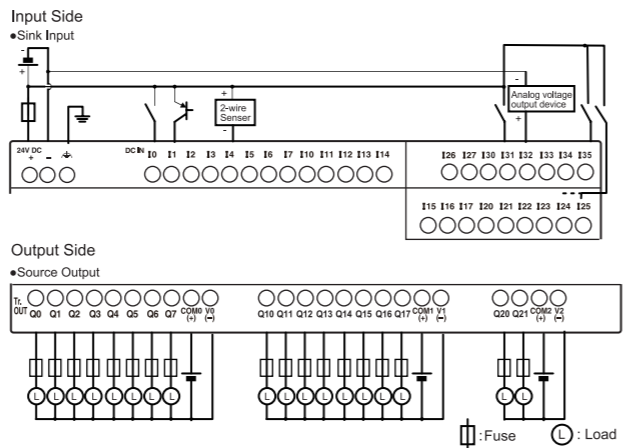 Input Side
●Sink Input
-
+
+
2-wire
Senser
-
-
Analog voltage
output device
+
24V DC
+ −
DC IN I0 I1 I2 I3 I4 I5 I6 I7 I10 I11 I12 I13 I14
I26 I27 I30 I31 I32 I33 I34 I35
I15 I16 I17 I20 I21 I22 I23 I24 I25
Output Side
●Source Output
Tr.
OUT Q0 Q1 Q2 Q3 Q4 Q5 Q6 Q7 COM0 (+) V0 (−)
Q10 Q11 Q12 Q13 Q14 Q15 Q16 Q17 COM1 (+) V1 (−)
Q20 Q21 COM2 (+) V2 (−)
L L L L L L L L
L L L L L L L L
L L
: Fuse
L : Load